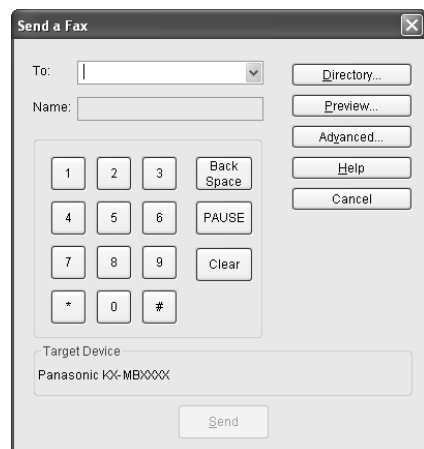 Send a Fax
To:
Directory...
Name:
Preview...
Advanced...
1 2 3 Back Space
Help
4 5 6 PAUSE
Cancel
7 8 9 Clear
* 0 #
Target Device
Panasonic KX-MBXXXX
Send